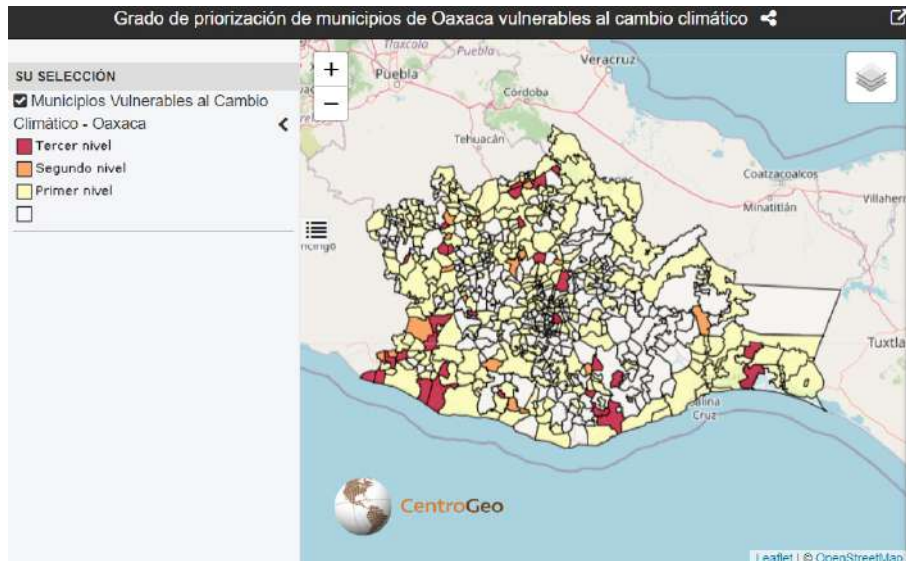 Grado de priorización de municipios de Oaxaca vulnerables al cambio climático
SU SELECCIÓN
Municipios Vulnerables al Cambio
Climático - Oaxaca
Tercer nivel
Segundo nivel
Primer nivel
+
−
Tlaxcala
Puebla
Puebla
Veracruz
Córdoba
Tehuacán
Coatzacoalcos
Minatitlán
Villaherm
Tuxtla
Salina
Cruz
CentroGeo
Leaflet | © OpenStreetMap